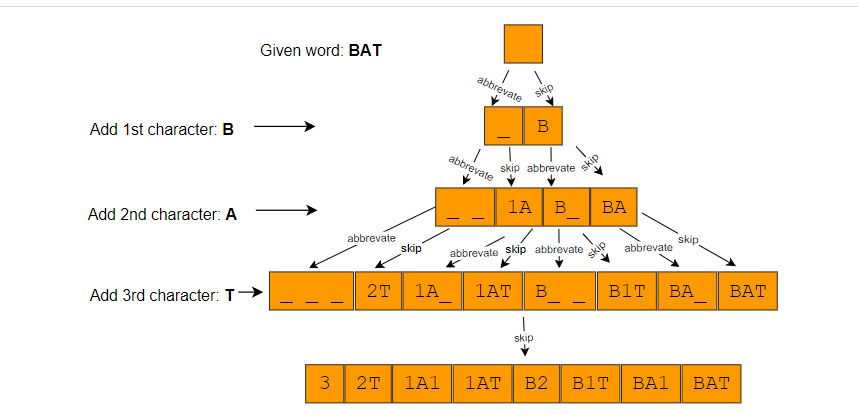 Given word: BAT
abbrevate skip
Add 1st character: B
_ B
abbrevate skip abbrevate skip
Add 2nd character: A
_ _ 1A B_ BA
abbrevate skip abbrevate skip abbrevate skip abbrevate skip
Add 3rd character: T
_ _ _ 2T 1A_ 1AT B_ _ B1T BA_ BAT
skip
3 2T 1A1 1AT B2 B1T BA1 BAT